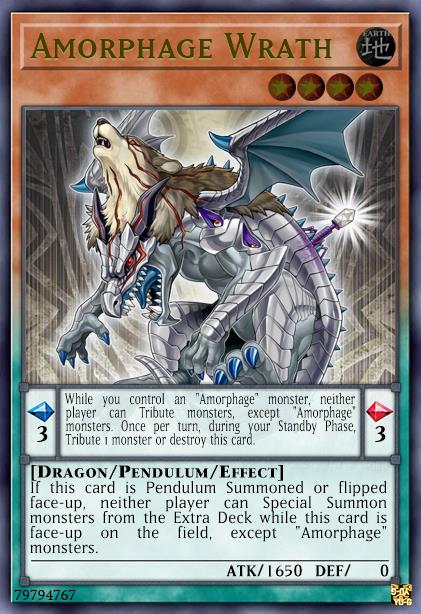 AMORPHAGE WRATH
EARTH
地
While you control an "Amorphage" monster, neither
player can Tribute monsters, except "Amorphage"
monsters. Once per turn, during your Standby Phase,
Tribute 1 monster or destroy this card.
3
3
[DRAGON/PENDULUM/EFFECT]
If this card is Pendulum Summoned or flipped
face-up, neither player can Special Summon
monsters from the Extra Deck while this card is
face-up on the field, except "Amorphage"
monsters.
ATK/1650 DEF/ 0
79794767